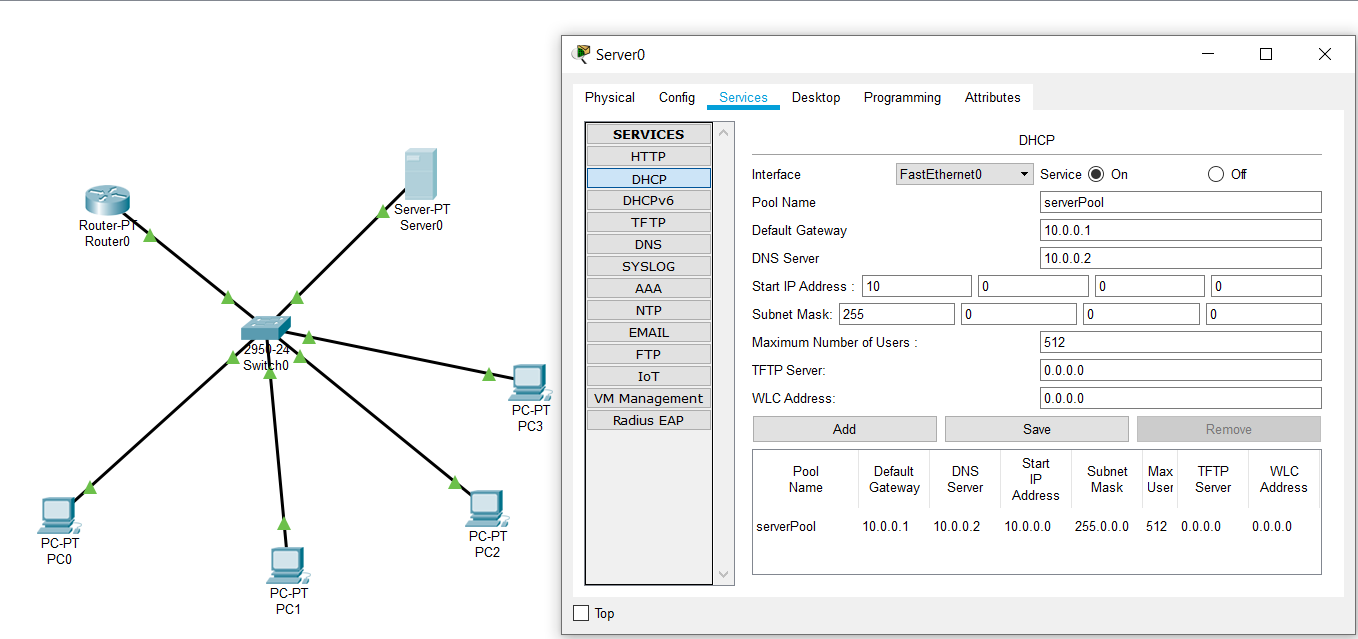 Router-PT
Router0
Server-PT
Server0
2950-24
Switch0
PC-PT
PC3
PC-PT
PC2
PC-PT
PC0
PC-PT
PC1
Server0
Physical Config Services Desktop Programming Attributes
SERVICES
HTTP
DHCP
DHCPv6
TFTP
DNS
SYSLOG
AAA
NTP
EMAIL
FTP
IoT
VM Management
Radius EAP
DHCP
Interface FastEthernet0 Service On Off
Pool Name serverPool
Default Gateway 10.0.0.1
DNS Server 10.0.0.2
Start IP Address : 10 0 0 0
Subnet Mask: 255 0 0 0
Maximum Number of Users : 512
TFTP Server: 0.0.0.0
WLC Address: 0.0.0.0
Add Save Remove
Pool Name Default Gateway DNS Server Start IP Address Subnet Mask Max User TFTP Server WLC Address
serverPool 10.0.0.1 10.0.0.2 10.0.0.0 255.0.0.0 512 0.0.0.0 0.0.0.0
Top